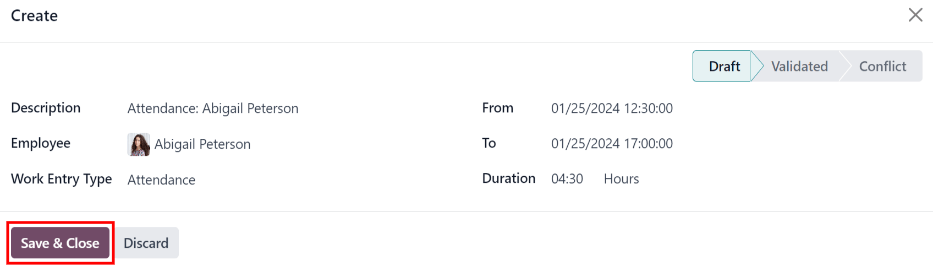 Create
Draft Validated Conflict
Description Attendance: Abigail Peterson From 01/25/2024 12:30:00
Employee Abigail Peterson To 01/25/2024 17:00:00
Work Entry Type Attendance Duration 04:30 Hours
Save & Close Discard